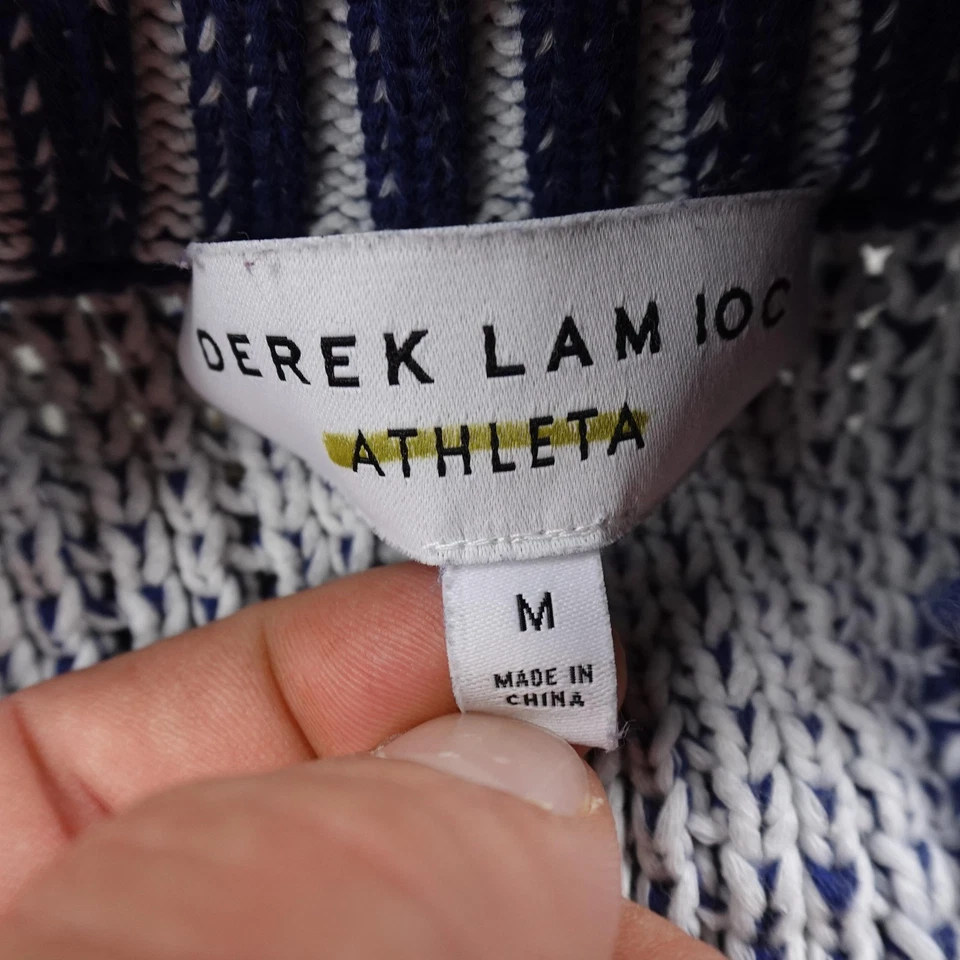 DEREK LAM 10C
ATHLETA
M
MADE IN
CHINA